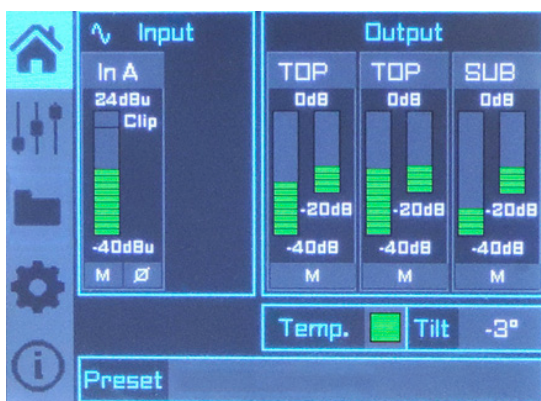 Input
Output
In A
24dBu
Clip
-40dBu
M Ø
TOP
0dB
-20dB
-40dB
M
TOP
0dB
-20dB
-40dB
M
SUB
0dB
-20dB
-40dB
M
Temp.
Tilt -3°
Preset